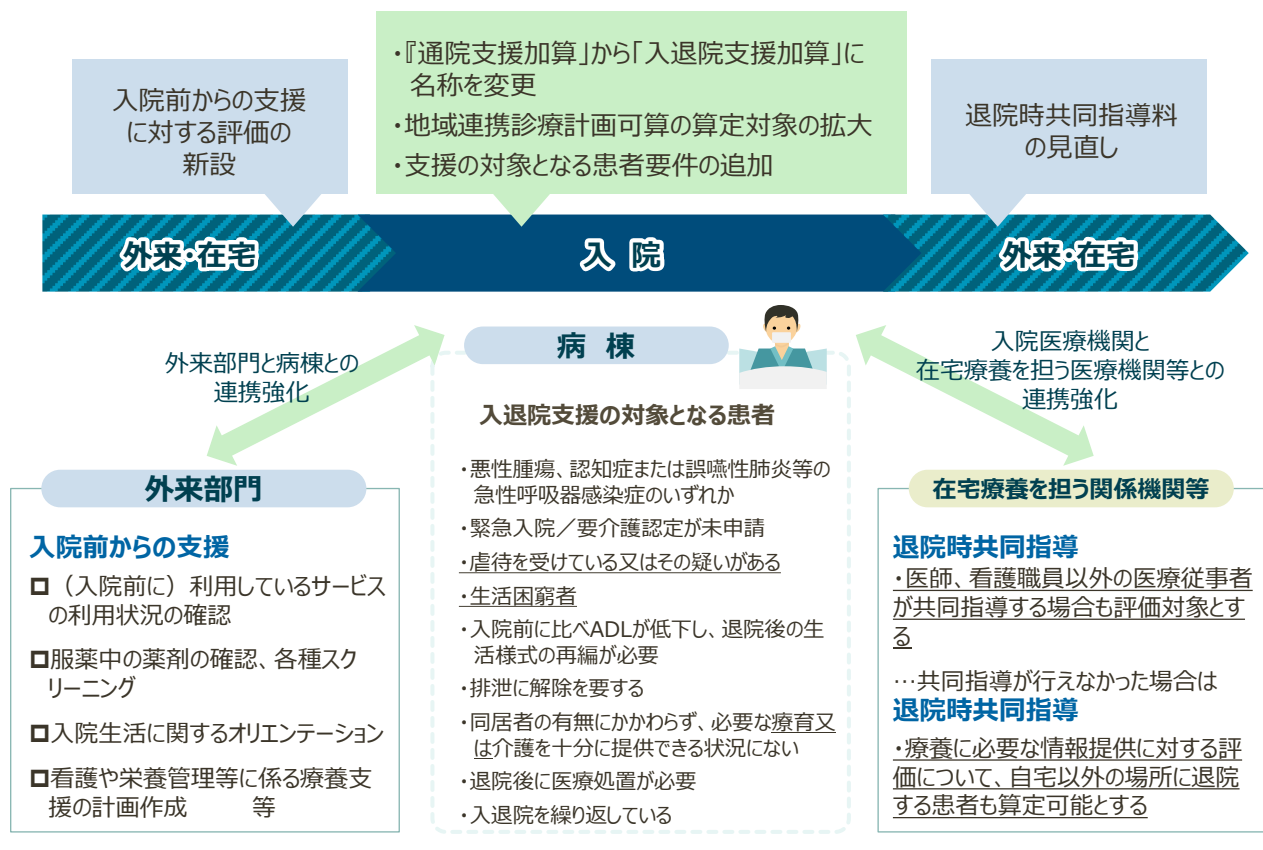 入院前からの支援
に対する評価の
新設
・『通院支援加算」から「入退院支援加算」に
名称を変更
・地域連携診療計画可算の算定対象の拡大
・支援の対象となる患者要件の追加
退院時共同指導料
の見直し
外来・在宅
入 院
外来・在宅
外来部門と病棟との
連携強化
病 棟
入院医療機関と
在宅療養を担う医療機関等との
連携強化
入退院支援の対象となる患者
・悪性腫瘍、認知症または誤嚥性肺炎等の
急性呼吸器感染症のいずれか
・緊急入院／要介護認定が未申請
・虐待を受けている又はその疑いがある
・生活困窮者
・入院前に比べADLが低下し、退院後の生
活様式の再編が必要
・排泄に解除を要する
・同居者の有無にかかわらず、必要な療育又
は介護を十分に提供できる状況にない
・退院後に医療処置が必要
・入退院を繰り返している
外来部門
入院前からの支援
（入院前に）利用しているサービス
の利用状況の確認
服薬中の薬剤の確認、各種スク
リーニング
入院生活に関するオリエンテーション
看護や栄養管理等に係る療養支
援の計画作成　　等
在宅療養を担う関係機関等
退院時共同指導
・医師、看護職員以外の医療従事者
が共同指導する場合も評価対象とす
る
…共同指導が行えなかった場合は
退院時共同指導
・療養に必要な情報提供に対する評
価について、自宅以外の場所に退院
する患者も算定可能とする